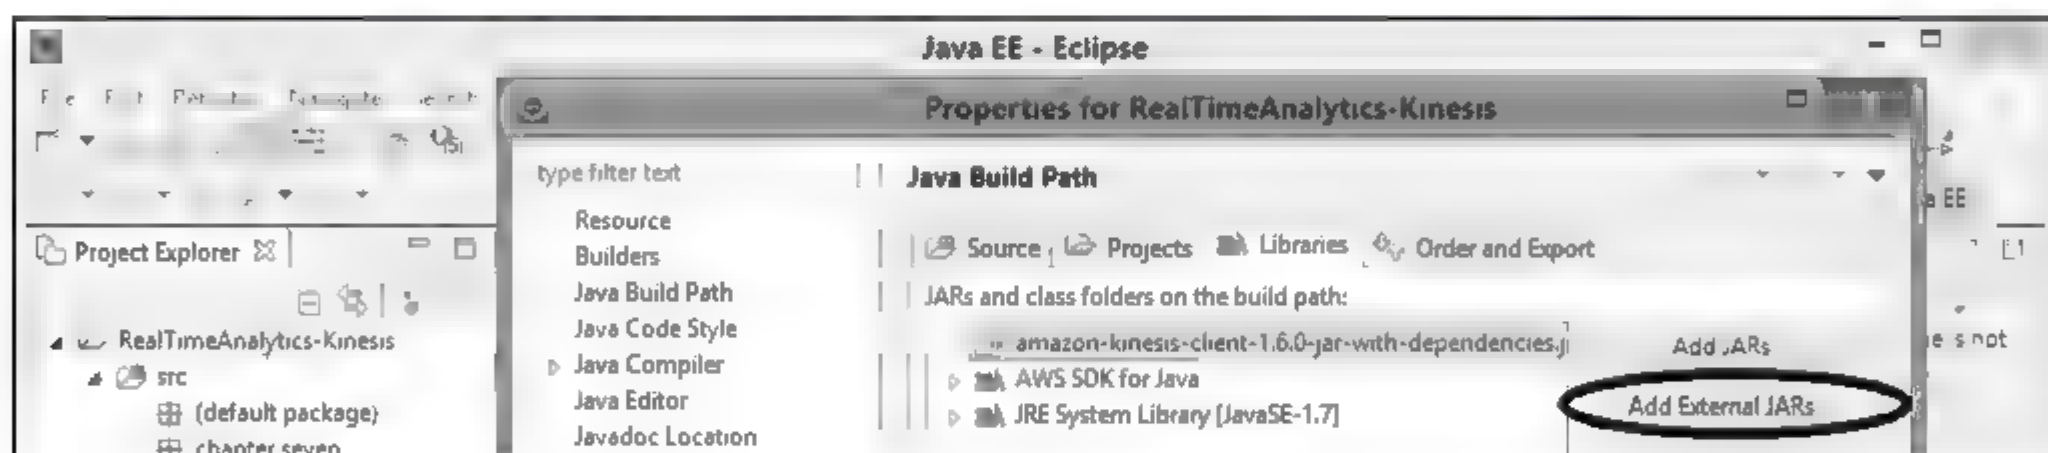 Java EE - Eclipse
Properties for RealTimeAnalytics-Kinesis
type filter text
Java Build Path
Resource
Builders
Java Build Path
Java Code Style
Java Compiler
Java Editor
Javadoc Location
Source
Projects
Libraries
Order and Export
JARs and class folders on the build path:
amazon-kinesis-client-1.6.0-jar-with-dependencies.j
AWS SDK for Java
JRE System Library [JavaSE-1.7]
Add JARs
Add External JARs
Project Explorer
RealTimeAnalytics-Kinesis
src
(default package)
chapter.seven
EE
not